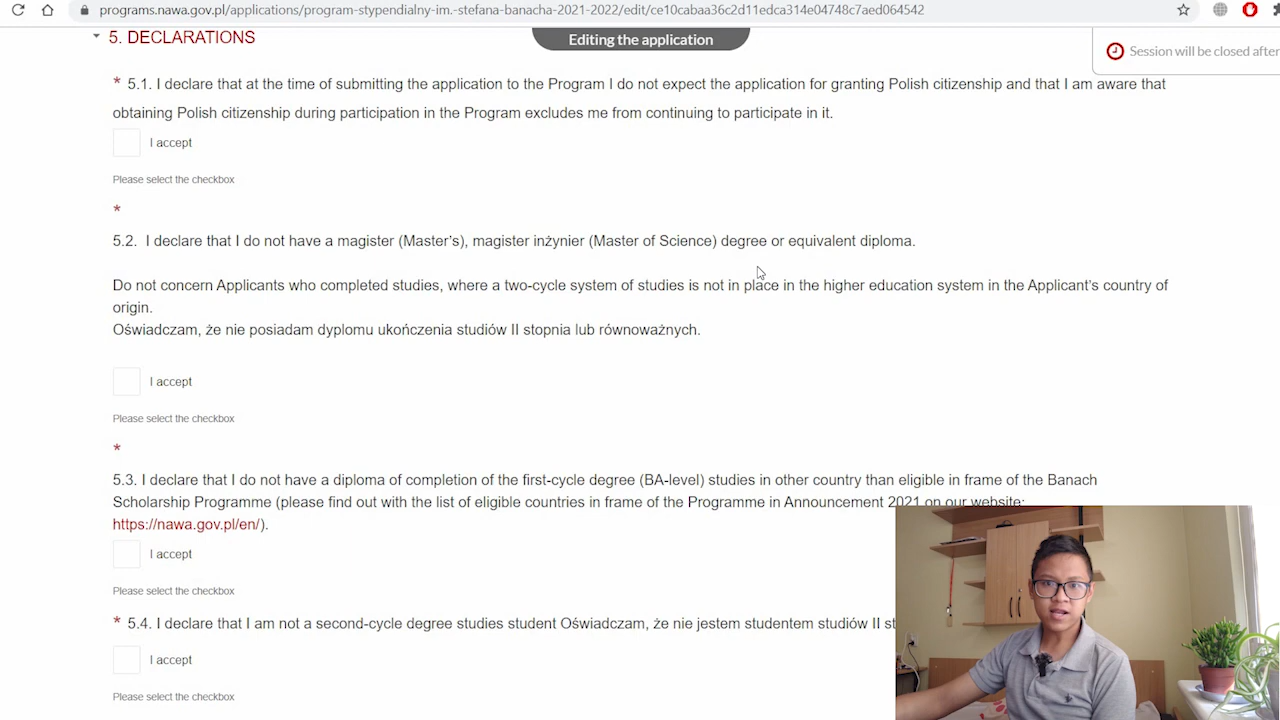 programs.nawa.gov.pl/applications/program-stypendialny-im.-stefana-banacha-2021-2022/edit/ce10cabaa36c2d11edca314e04748c7aed064542
5. DECLARATIONS
Editing the application
Session will be closed after
* 5.1. I declare that at the time of submitting the application to the Program I do not expect the application for granting Polish citizenship and that I am aware that
obtaining Polish citizenship during participation in the Program excludes me from continuing to participate in it.
I accept
Please select the checkbox
*
5.2. I declare that I do not have a magister (Master's), magister inżynier (Master of Science) degree or equivalent diploma.
Do not concern Applicants who completed studies, where a two-cycle system of studies is not in place in the higher education system in the Applicant's country of
origin.
Oświadczam, że nie posiadam dyplomu ukończenia studiów II stopnia lub równoważnych.
I accept
Please select the checkbox
*
5.3. I declare that I do not have a diploma of completion of the first-cycle degree (BA-level) studies in other country than eligible in frame of the Banach
Scholarship Programme (please find out with the list of eligible countries in frame of the Programme in Announcement 2021 on our website:
https://nawa.gov.pl/en/).
I accept
Please select the checkbox
* 5.4. I declare that I am not a second-cycle degree studies student Oświadczam, że nie jestem studentem studiów II st
I accept
Please select the checkbox